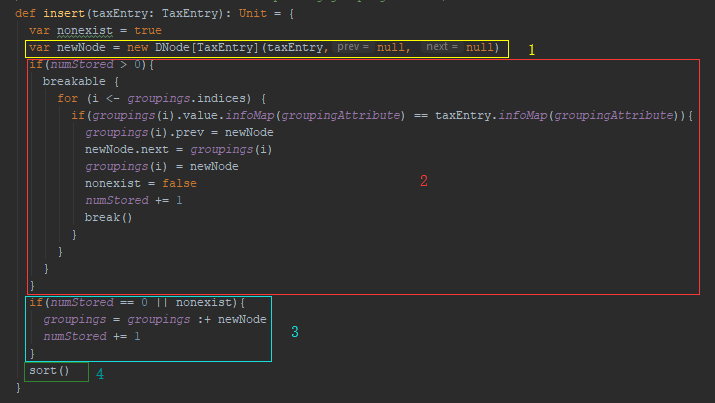 def insert(taxEntry: TaxEntry): Unit = {
var nonexist = true
var newNode = new DNode[TaxEntry](taxEntry, prev = null, next = null) 1
if(numStored > 0){
breakable {
for (i <- groupings.indices) {
if(groupings(i).value.infoMap(groupingAttribute) == taxEntry.infoMap(groupingAttribute)){
groupings(i).prev = newNode
newNode.next = groupings(i)
groupings(i) = newNode
nonexist = false 2
numStored += 1
break()
}
}
}
}
if(numStored == 0 || nonexist){
groupings = groupings :+ newNode
numStored += 1 3
}
sort() 4
}